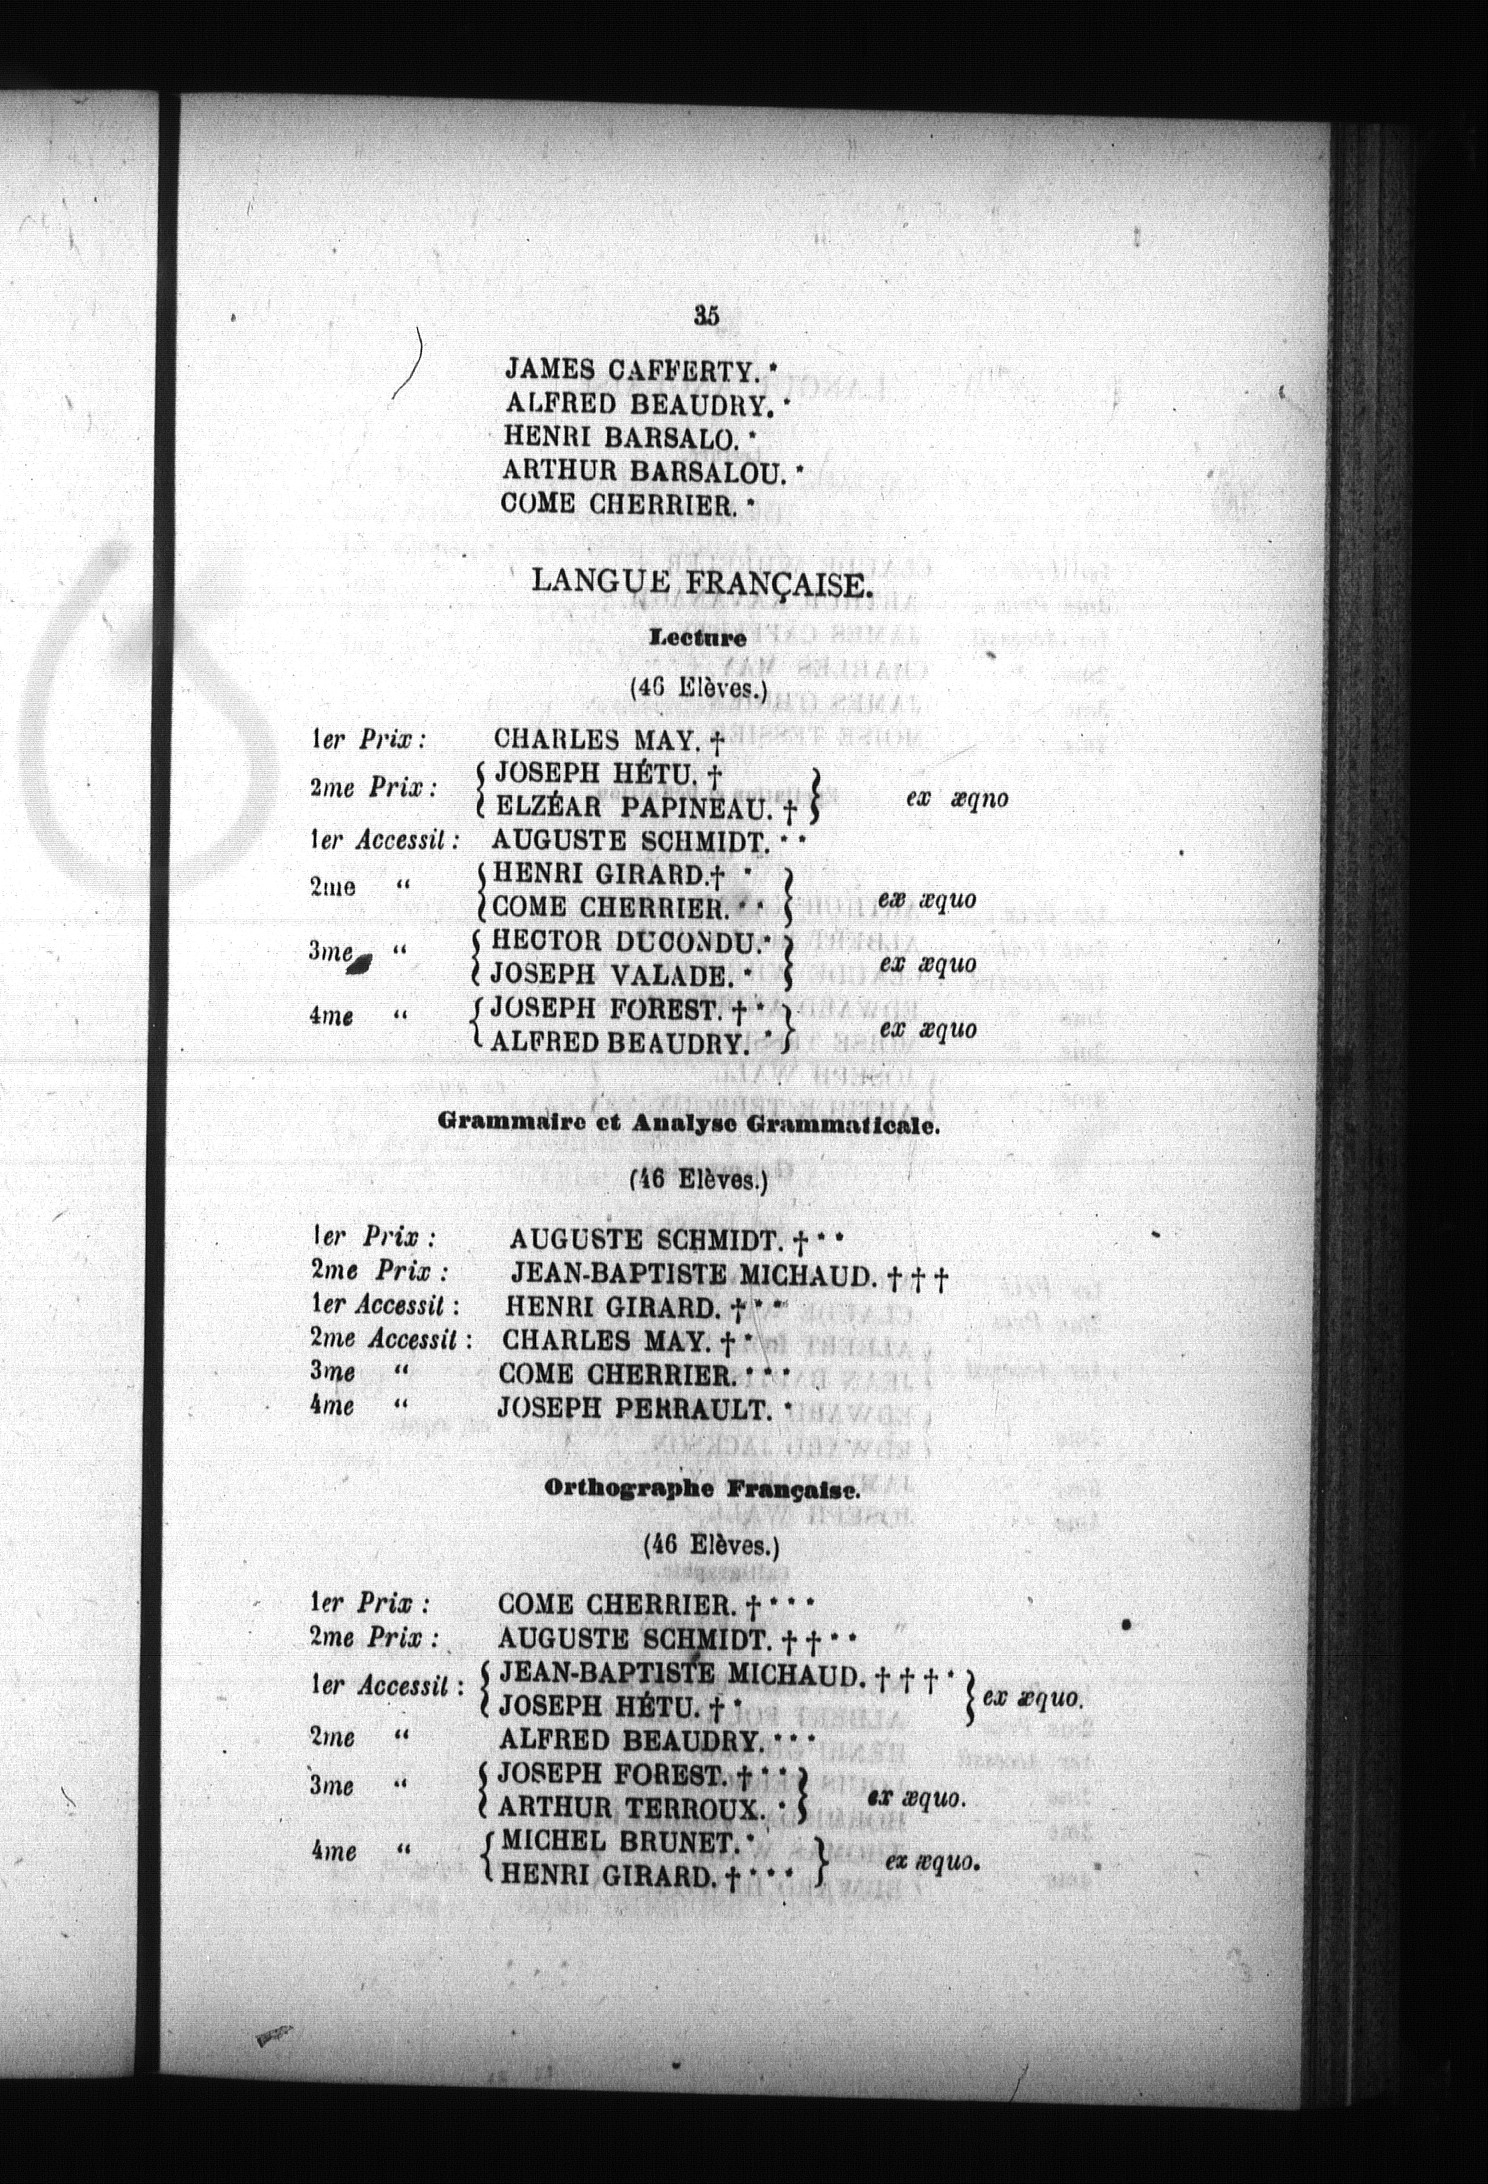 35
JAMES CAFFERTY. *
ALFRED BEAUDRY. *
HENRI BARSALO. *
ARTHUR BARSALOU. *
COME CHERRIER. *
LANGUE FRANÇAISE.
Lecture
(46 Elèves.)
1er Prix : CHARLES MAY. †
2me Prix : { JOSEPH HÉTU. †
ELZÉAR PAPINEAU. † } ex æqno
1er Accessit : AUGUSTE SCHMIDT. * *
2me “ { HENRI GIRARD.† *
COME CHERRIER. * * } ex æquo
3me “ { HECTOR DUCONDU.*
JOSEPH VALADE. * } ex æquo
4me “ { JOSEPH FOREST. † *
ALFRED BEAUDRY. * } ex æquo
Grammaire et Analyse Grammaticale.
(46 Elèves.)
1er Prix : AUGUSTE SCHMIDT. † * *
2me Prix : JEAN-BAPTISTE MICHAUD. † † †
1er Accessit : HENRI GIRARD. † * *
2me Accessit : CHARLES MAY. † *
3me “ COME CHERRIER. * * *
4me “ JOSEPH PERRAULT. *
Orthographe Française.
(46 Elèves.)
1er Prix : COME CHERRIER. † * * *
2me Prix : AUGUSTE SCHMIDT. † † * *
1er Accessit : { JEAN-BAPTISTE MICHAUD. † † † *
JOSEPH HÉTU. † * } ex æquo.
2me “ ALFRED BEAUDRY. * * *
3me “ { JOSEPH FOREST. † * *
ARTHUR TERROUX. * } ex æquo.
4me “ { MICHEL BRUNET. *
HENRI GIRARD. † * * * } ex æquo.